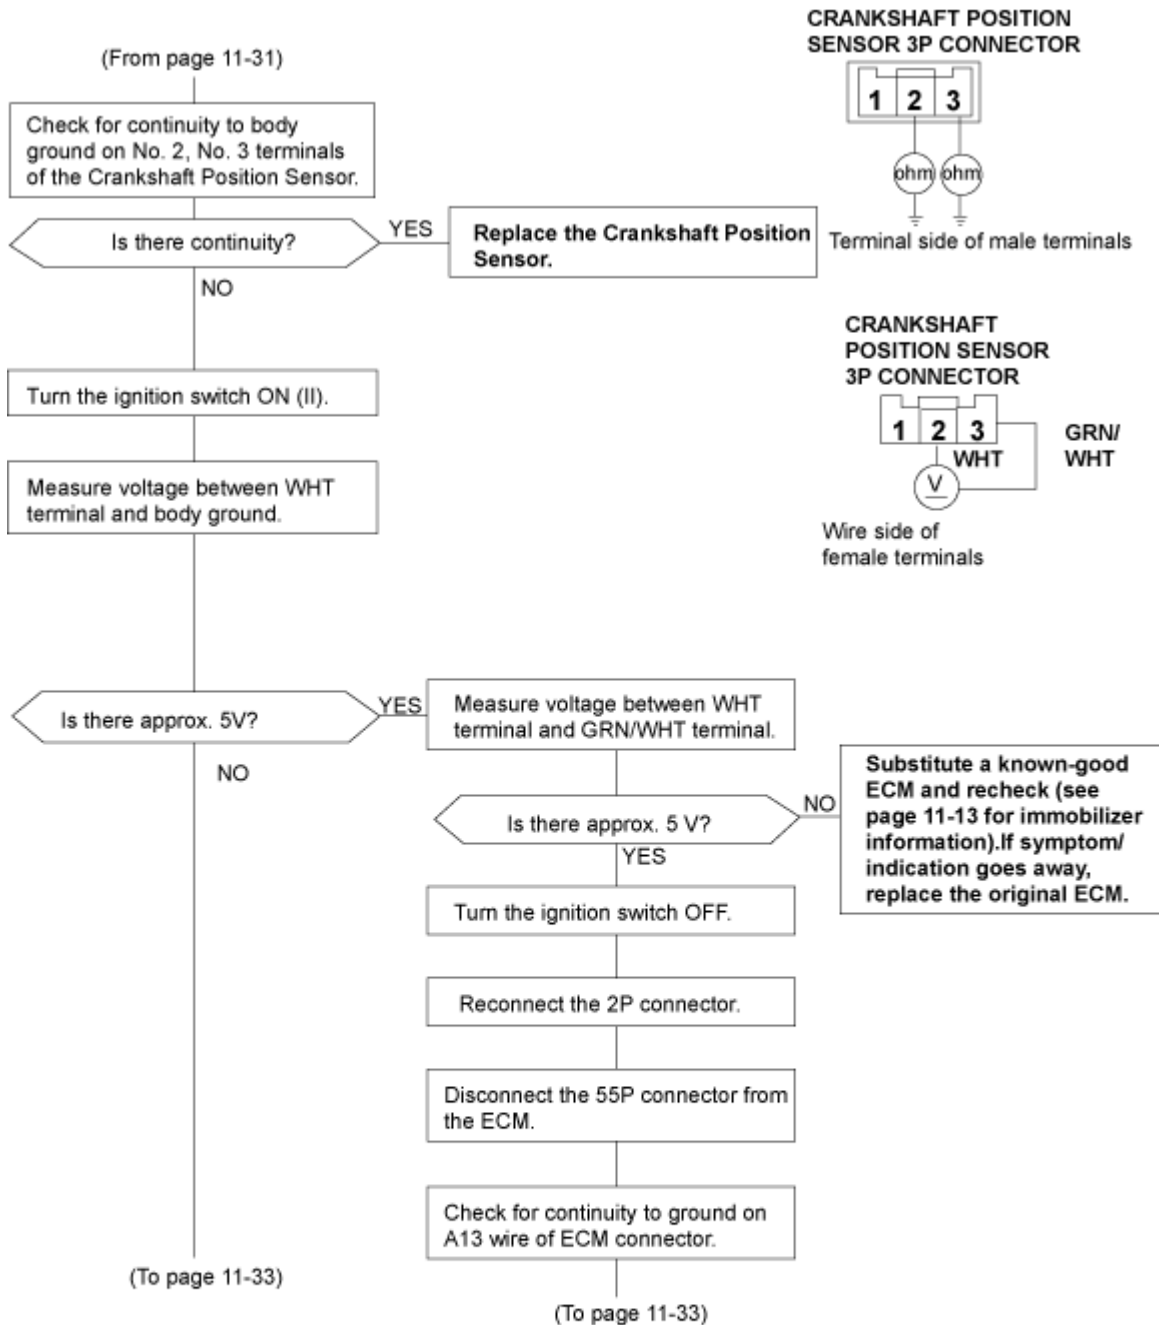 CRANKSHAFT POSITION
SENSOR 3P CONNECTOR
1 2 3
ohm ohm
Terminal side of male terminals
(From page 11-31)
Check for continuity to body
ground on No. 2, No. 3 terminals
of the Crankshaft Position Sensor.
Is there continuity?
YES
Replace the Crankshaft Position
Sensor.
NO
CRANKSHAFT
POSITION SENSOR
3P CONNECTOR
1 2 3
WHT
GRN/
WHT
V
Wire side of
female terminals
Turn the ignition switch ON (II).
Measure voltage between WHT
terminal and body ground.
Is there approx. 5V?
YES
Measure voltage between WHT
terminal and GRN/WHT terminal.
NO
Is there approx. 5 V?
NO
Substitute a known-good
ECM and recheck (see
page 11-13 for immobilizer
information).If symptom/
indication goes away,
replace the original ECM.
YES
Turn the ignition switch OFF.
Reconnect the 2P connector.
Disconnect the 55P connector from
the ECM.
Check for continuity to ground on
A13 wire of ECM connector.
(To page 11-33)
(To page 11-33)